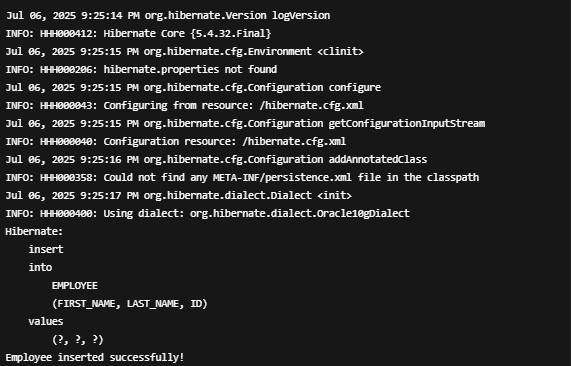 Jul 06, 2025 9:25:14 PM org.hibernate.Version logVersion
INFO: HHH000412: Hibernate Core {5.4.32.Final}
Jul 06, 2025 9:25:15 PM org.hibernate.cfg.Environment <clinit>
INFO: HHH000206: hibernate.properties not found
Jul 06, 2025 9:25:15 PM org.hibernate.cfg.Configuration configure
INFO: HHH000043: Configuring from resource: /hibernate.cfg.xml
Jul 06, 2025 9:25:15 PM org.hibernate.cfg.Configuration getConfigurationInputStream
INFO: HHH000040: Configuration resource: /hibernate.cfg.xml
Jul 06, 2025 9:25:16 PM org.hibernate.cfg.Configuration addAnnotatedClass
INFO: HHH000358: Could not find any META-INF/persistence.xml file in the classpath
Jul 06, 2025 9:25:17 PM org.hibernate.dialect.Dialect <init>
INFO: HHH000400: Using dialect: org.hibernate.dialect.Oracle10gDialect
Hibernate:
    insert
    into
        EMPLOYEE
        (FIRST_NAME, LAST_NAME, ID)
    values
        (?, ?, ?)
Employee inserted successfully!